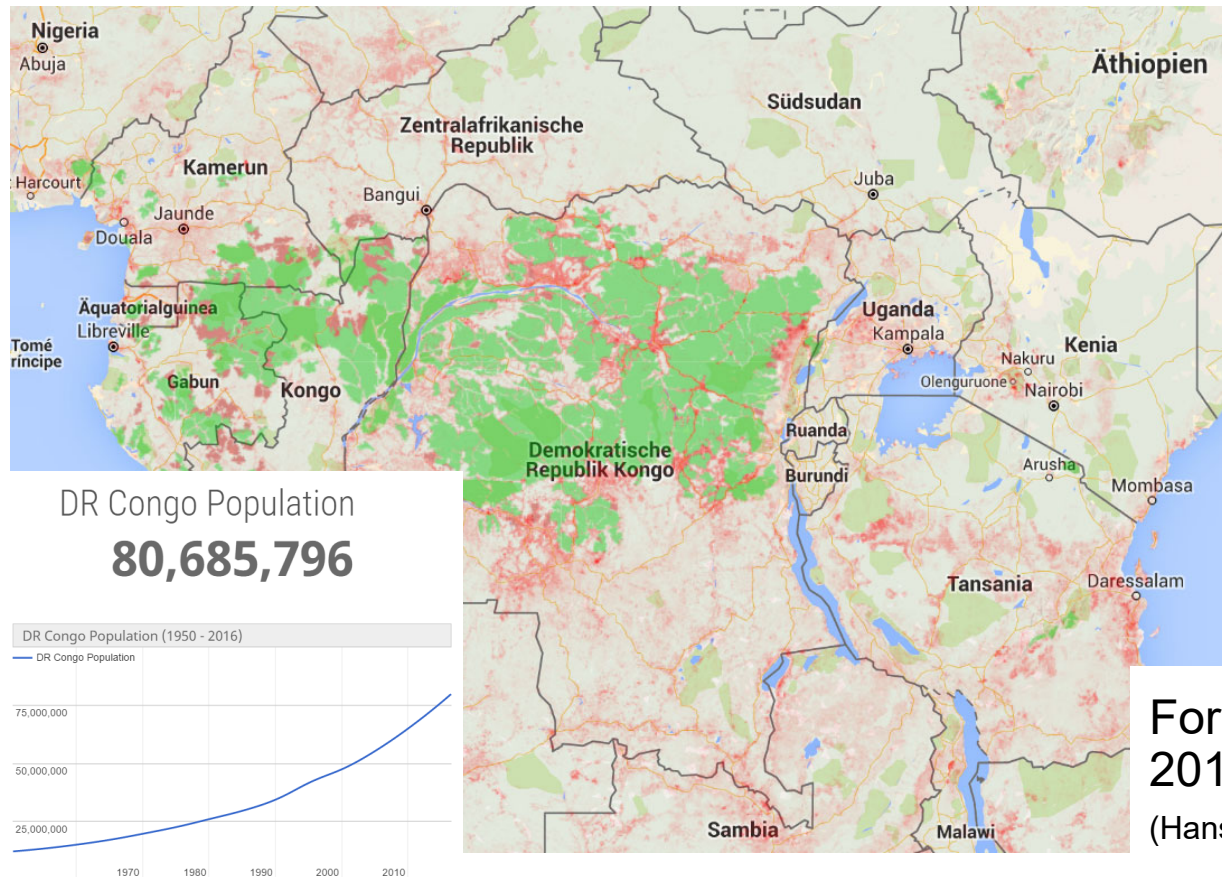 Nigeria
Abuja
Äthiopien
Südsudan
Zentralafrikanische
Republik
Kamerun
Harcourt
Juba
Bangui
Jaunde
Douala
Äquatorialguinea
Libreville
Uganda
Kampala
Tomé
ríncipe
Kenia
Nakuru
Gabun
Kongo
Olenguruone
Nairobi
Ruanda
Demokratische
Republik Kongo
Arusha
Burundi
Mombasa
Tansania
Daressalam
Sambia
Malawi
DR Congo Population
80,685,796
DR Congo Population (1950 - 2016)
DR Congo Population
75,000,000
50,000,000
25,000,000
1970 1980 1990 2000 2010
For
201
(Hans